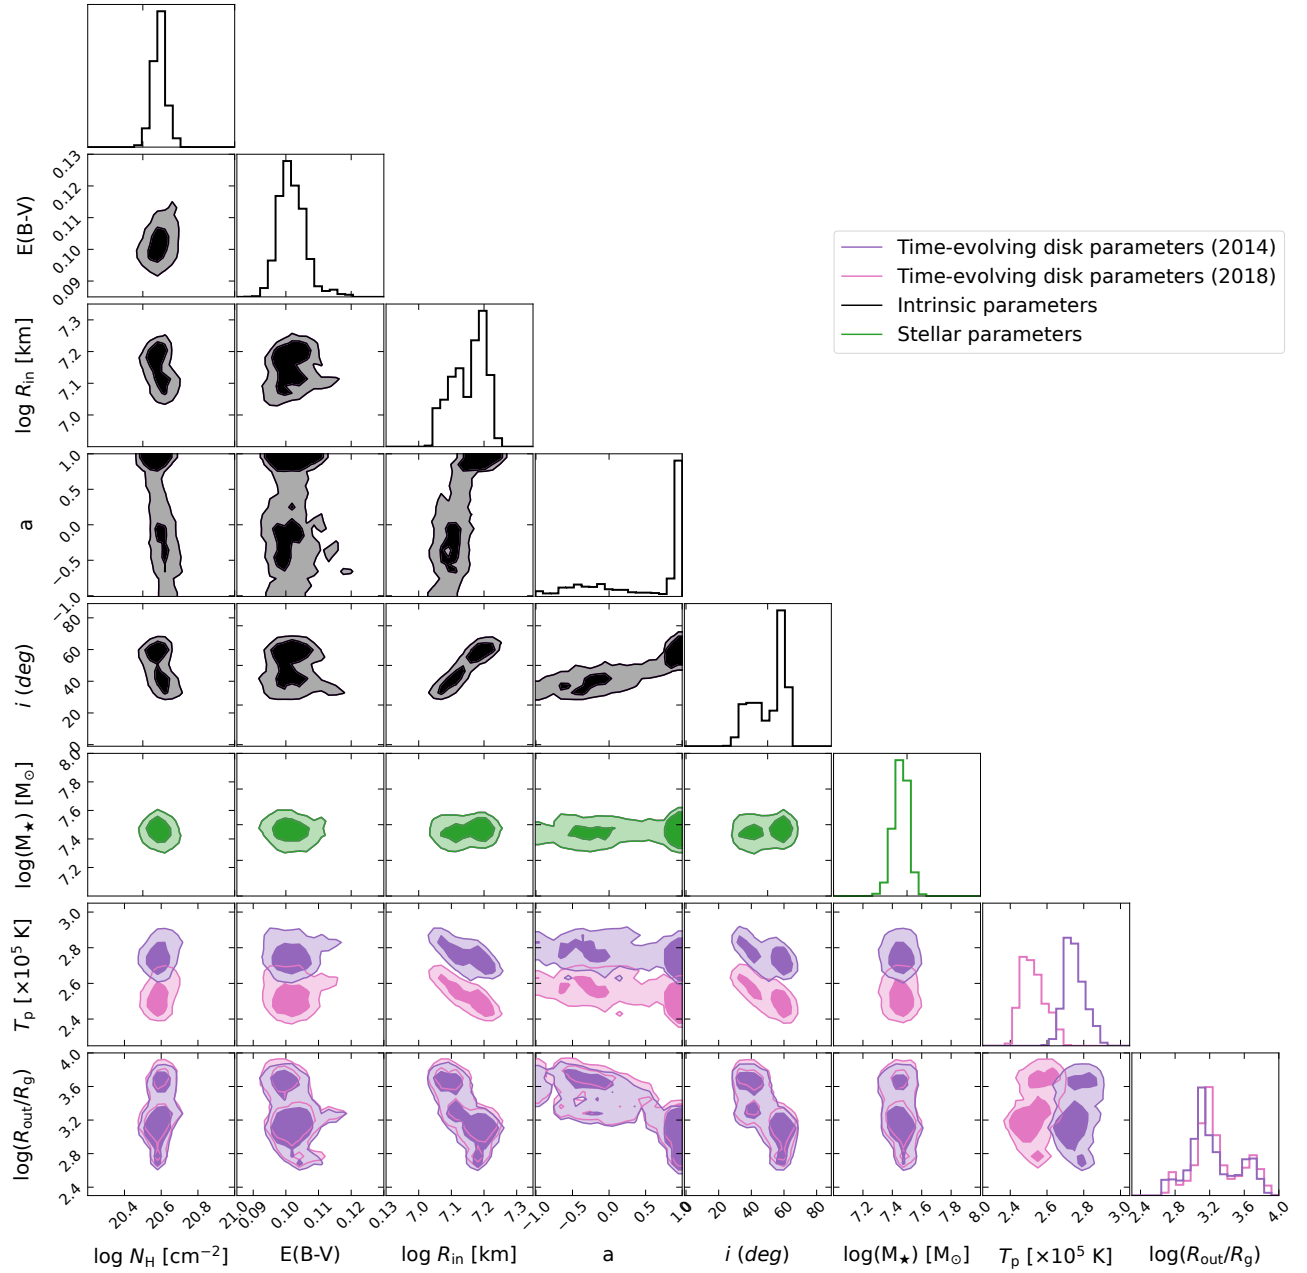 0.13
0.12
0.11
0.10
0.09
E(B-V)
Time-evolving disk parameters (2014)
Time-evolving disk parameters (2018)
Intrinsic parameters
Stellar parameters
7.3
7.2
7.1
7.0
log R_in [km]
1.0
0.5
0.0
−0.5
−1.0
a
80
60
40
20
0
i (deg)
8.0
7.8
7.6
7.4
7.2
log(M★) [M⊙]
3.0
2.8
2.6
2.4
T_p [×10⁵ K]
4.0
3.6
3.2
2.8
2.4
log(R_out/R_g)
20.4 20.6 20.8 21.0
0.09 0.10 0.11 0.12 0.13
7.0 7.1 7.2 7.3
−1.0 −0.5 0.0 0.5 1.0
0 20 40 60 80
7.2 7.4 7.6 7.8 8.0
2.4 2.6 2.8 3.0
2.4 2.8 3.2 3.6 4.0
log N_H [cm⁻²]
E(B-V)
log R_in [km]
a
i (deg)
log(M★) [M⊙]
T_p [×10⁵ K]
log(R_out/R_g)